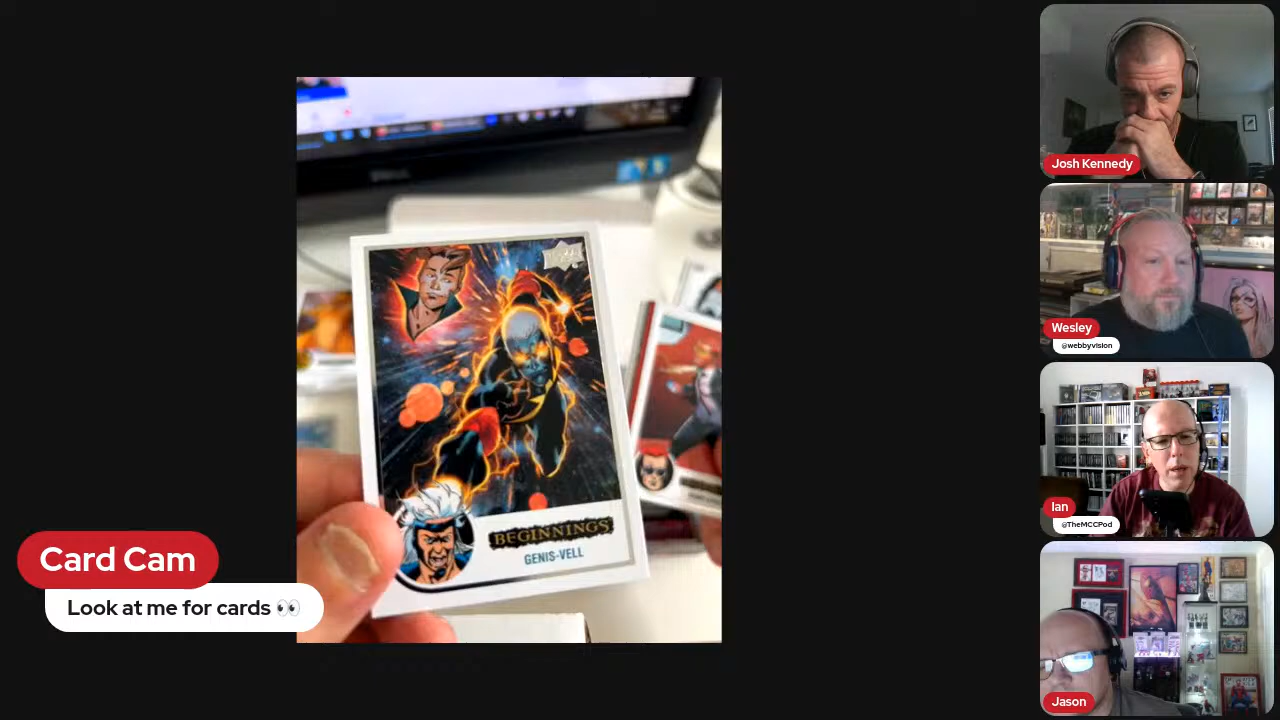 Josh Kennedy
Wesley
@webbyvision
Ian
@TheMCCPod
Jason
Card Cam
Look at me for cards 👀
BEGINNINGS
GENIS-VELL